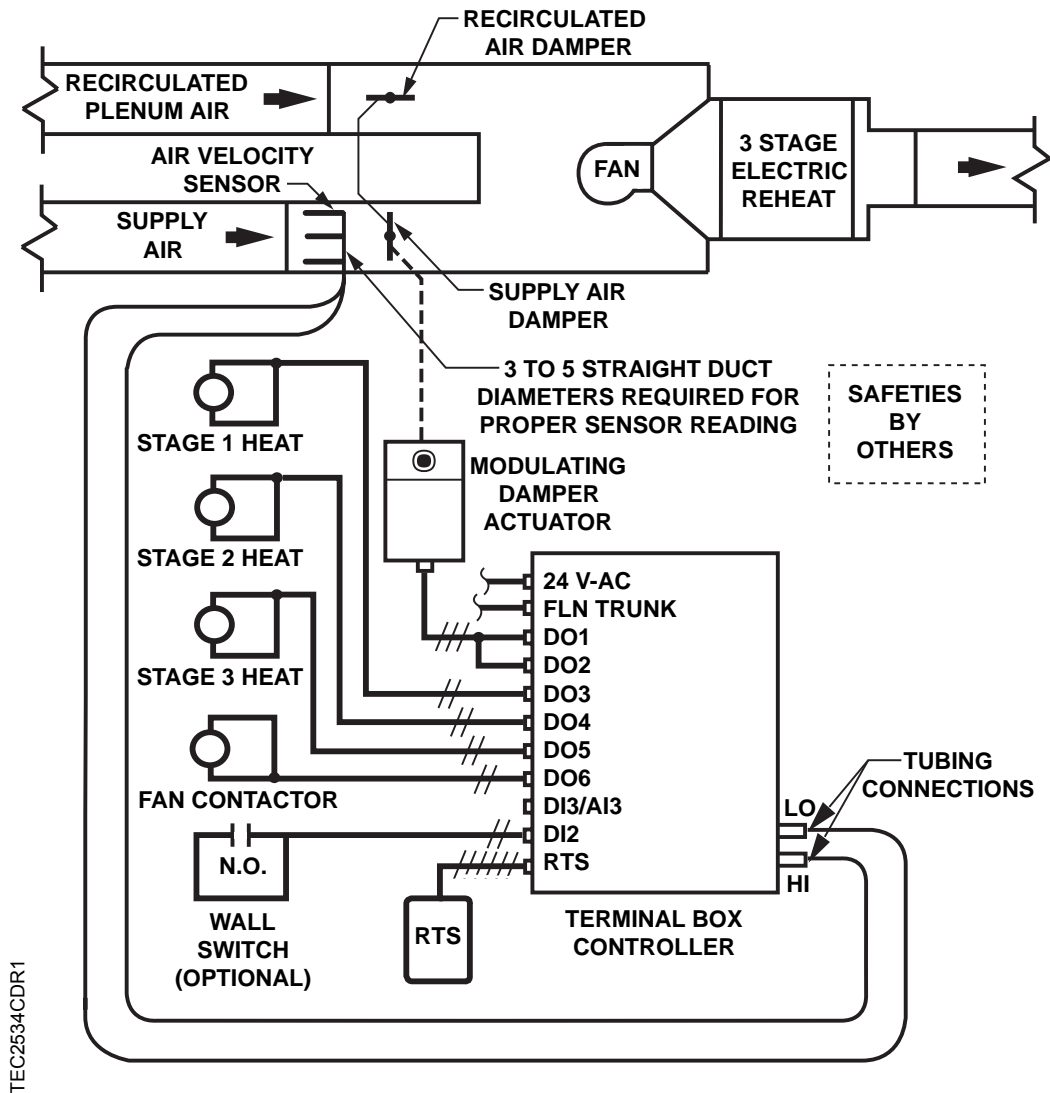 RECIRCULATED
AIR DAMPER
RECIRCULATED
PLENUM AIR
AIR VELOCITY
SENSOR
FAN
3 STAGE
ELECTRIC
REHEAT
SUPPLY
AIR
SUPPLY AIR
DAMPER
3 TO 5 STRAIGHT DUCT
DIAMETERS REQUIRED FOR
PROPER SENSOR READING
SAFETIES
BY
OTHERS
STAGE 1 HEAT
MODULATING
DAMPER
ACTUATOR
STAGE 2 HEAT
STAGE 3 HEAT
FAN CONTACTOR
24 V-AC
FLN TRUNK
DO1
DO2
DO3
DO4
DO5
DO6
DI3/AI3
DI2
RTS
TUBING
CONNECTIONS
LO
HI
N.O.
WALL
SWITCH
(OPTIONAL)
RTS
TERMINAL BOX
CONTROLLER
TEC2534CDR1